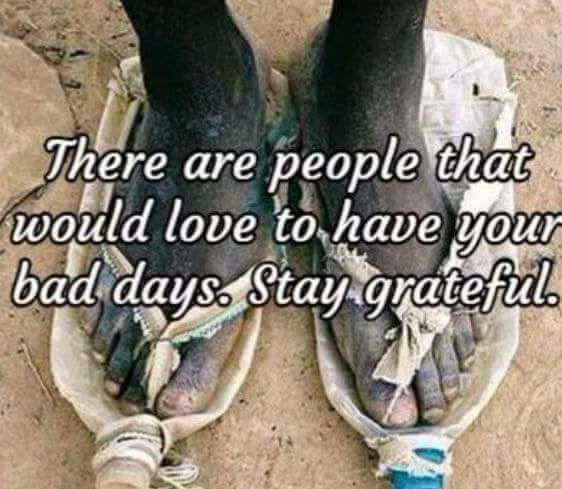 There are people that
would love to have your
bad days. Stay grateful.